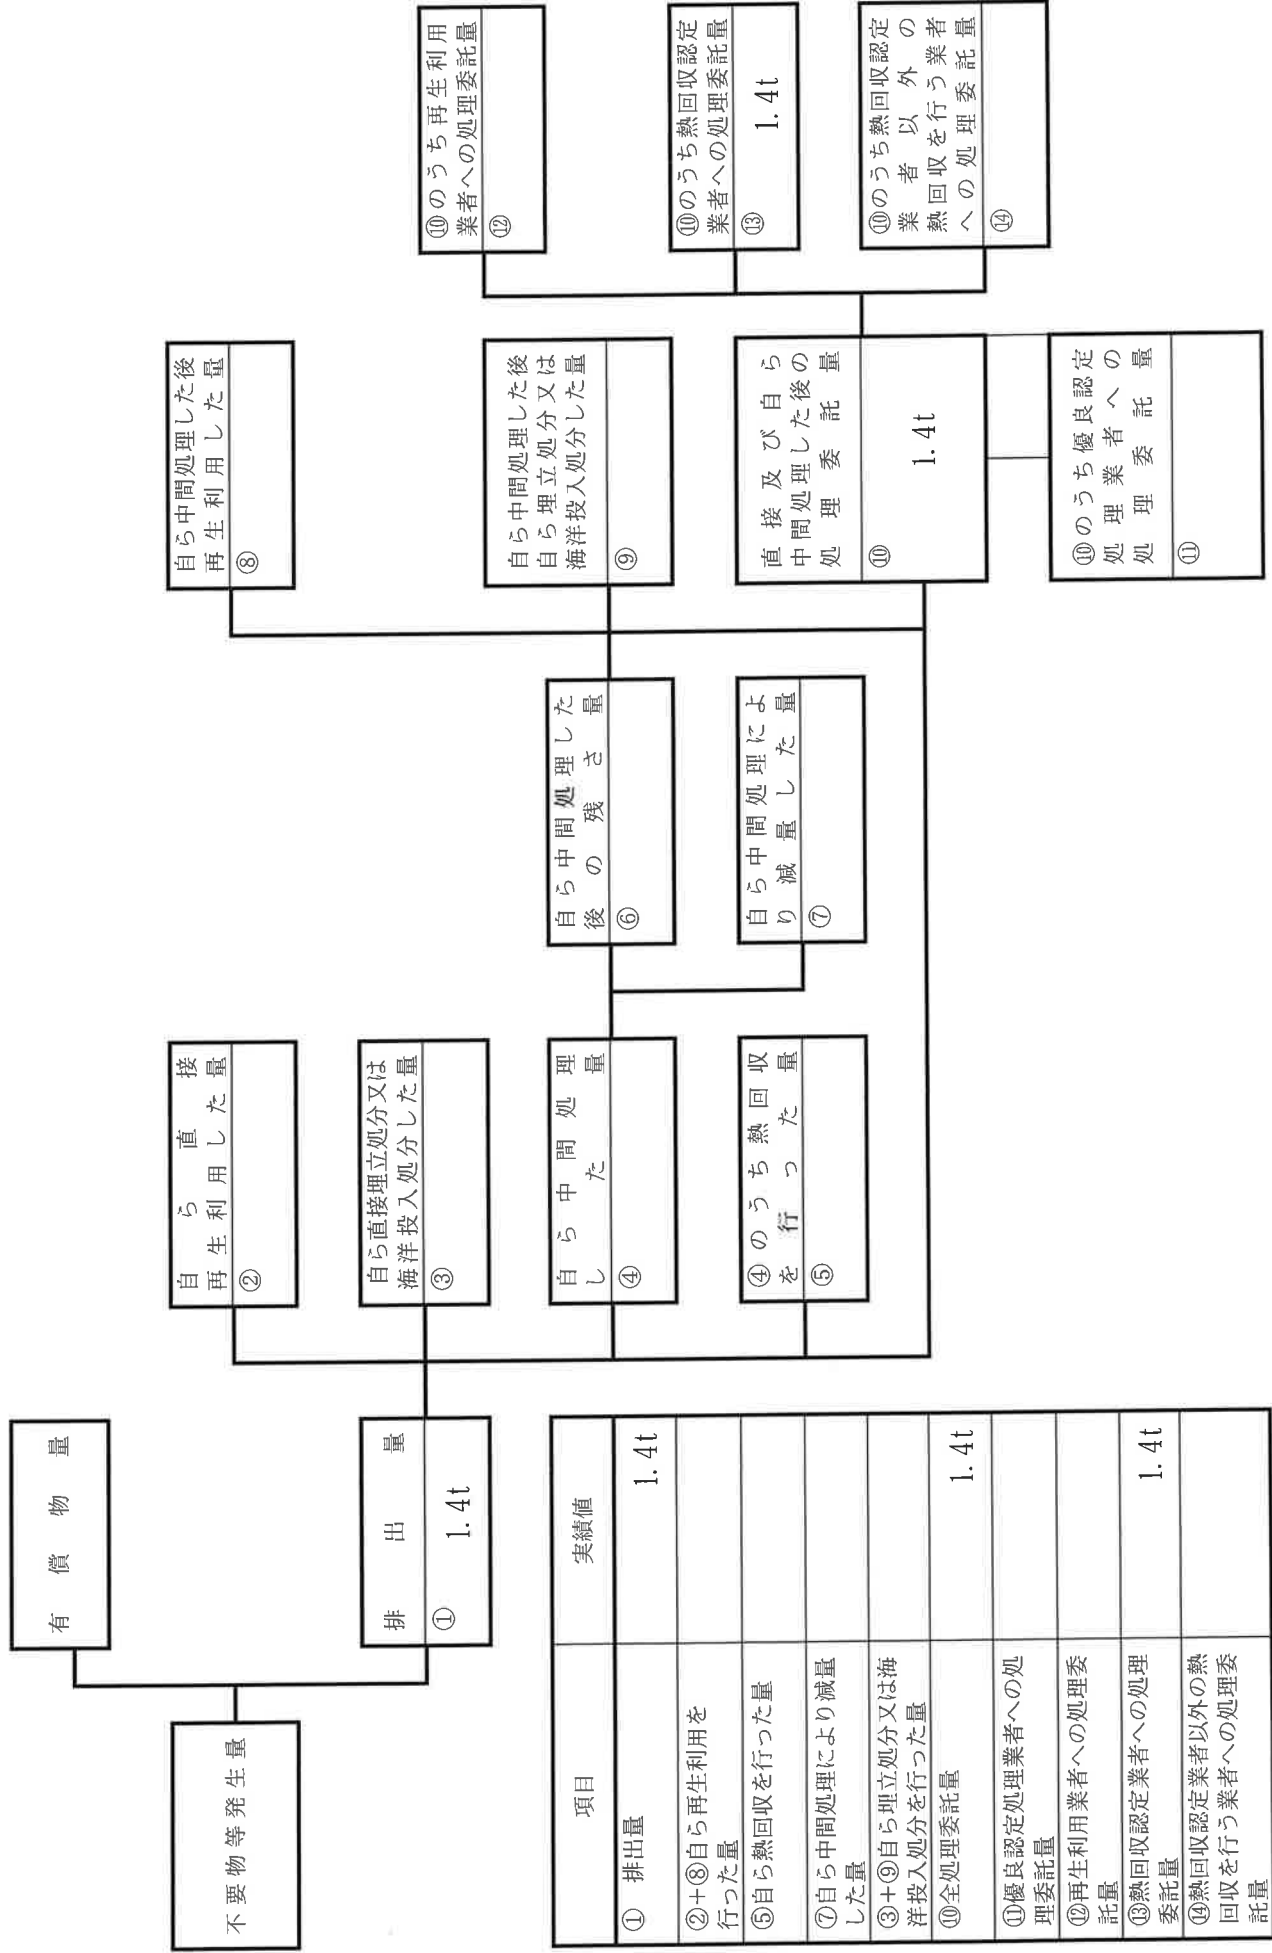 不要物等発生量
有償物量
排出量
① 1.4t
自ら直接
再生利用した量
②
自ら直接埋立処分又は
海洋投入処分した量
③
自ら中間処理
した量
④
④のうち熱回収
を行った量
⑤
自ら中間処理した
後の残さ量
⑥
自ら中間処理によ
り減量した量
⑦
自ら中間処理した後
再生利用した量
⑧
自ら中間処理した後
自ら埋立処分又は
海洋投入処分した量
⑨
直接及び自ら
中間処理した後の
処理委託量
⑩ 1.4t
⑩のうち優良認定
処理業者への
処理委託量
⑪
⑩のうち再生利用
業者への処理委託量
⑫
⑩のうち熱回収認定
業者への処理委託量
⑬ 1.4t
⑩のうち熱回収認定
業者以外の
熱回収を行う業者
への処理委託量
⑭
項目 実績値
① 排出量 1.4t
②+⑧自ら再生利用を
行った量
⑤自ら熱回収を行った量
⑦自ら中間処理により減量
した量
③+⑨自ら埋立処分又は海
洋投入処分を行った量
⑩全処理委託量 1.4t
⑪優良認定処理業者への処
理委託量
⑫再生利用業者への処理委
託量
⑬熱回収認定業者への処理
委託量 1.4t
⑭熱回収認定業者以外の熱
回収を行う業者への処理委
託量